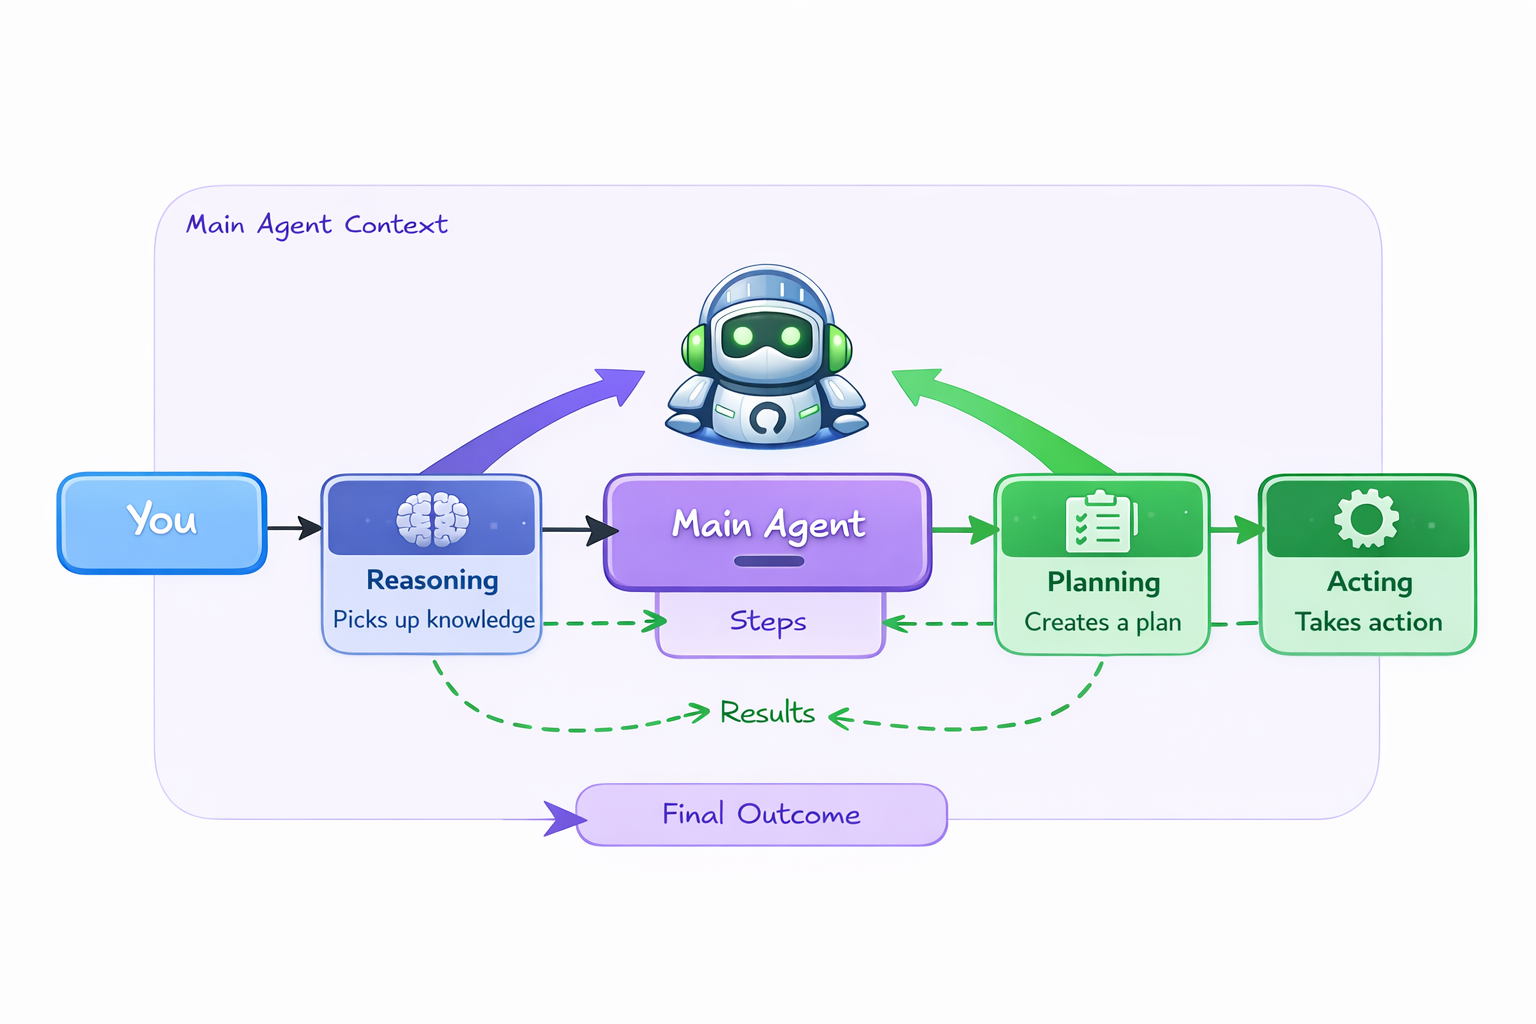 Main Agent Context
You
Reasoning
Picks up knowledge
Main Agent
Steps
Planning
Creates a plan
Acting
Takes action
Results
Final Outcome